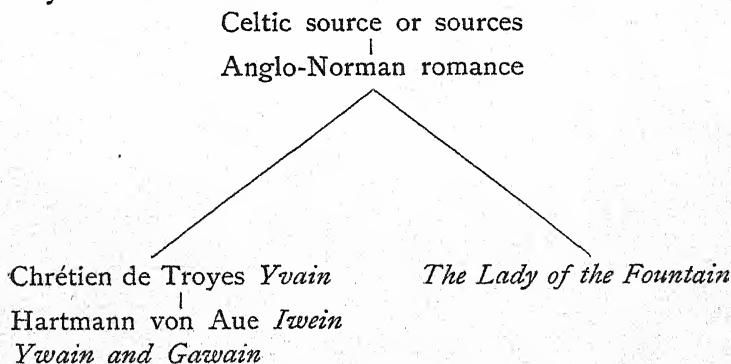 Celtic source or sources
Anglo-Norman romance
Chrétien de Troyes Yvain
The Lady of the Fountain
Hartmann von Aue Iwein
Ywain and Gawain